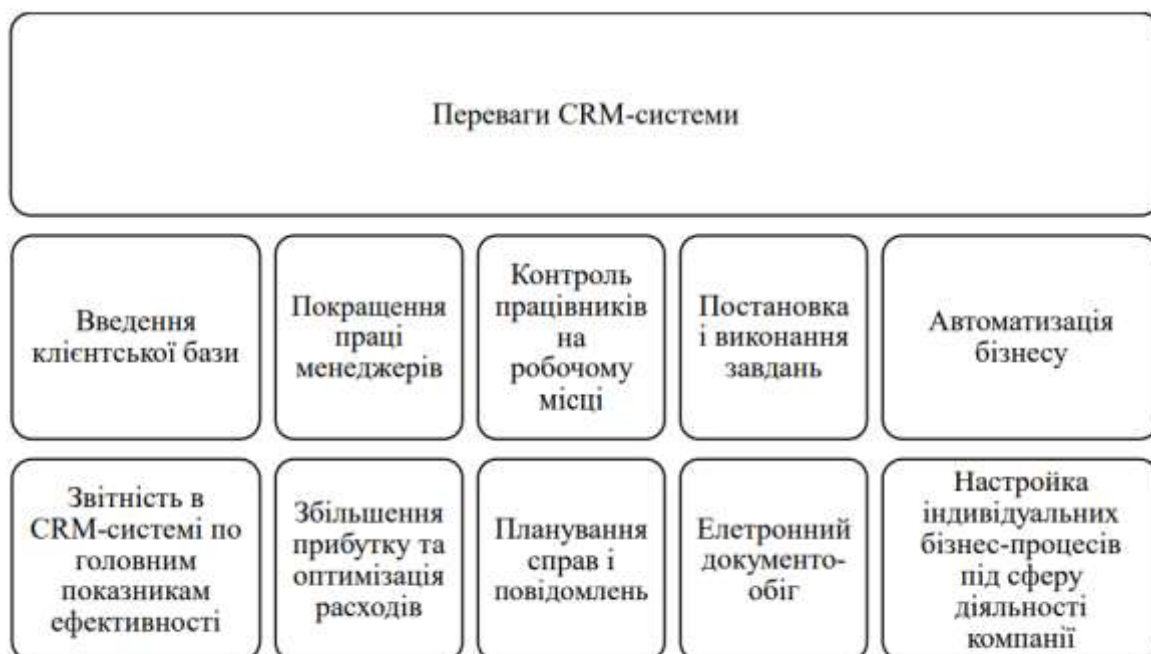 Переваги CRM-системи
Введення
клієнтської бази
Покращення
праці
менеджерів
Контроль
працівників
на
робочому
місці
Постановка
і виконання
завдань
Автоматизація
бізнесу
Звітність в
CRM-системі по
головним
показникам
ефективності
Збільшення
прибутку та
оптимізація
расходів
Планування
справ і
повідомлень
Елетронний
документо-
обіг
Настройка
індивідуальних
бізнес-процесів
під сферу
діяльності
компанії